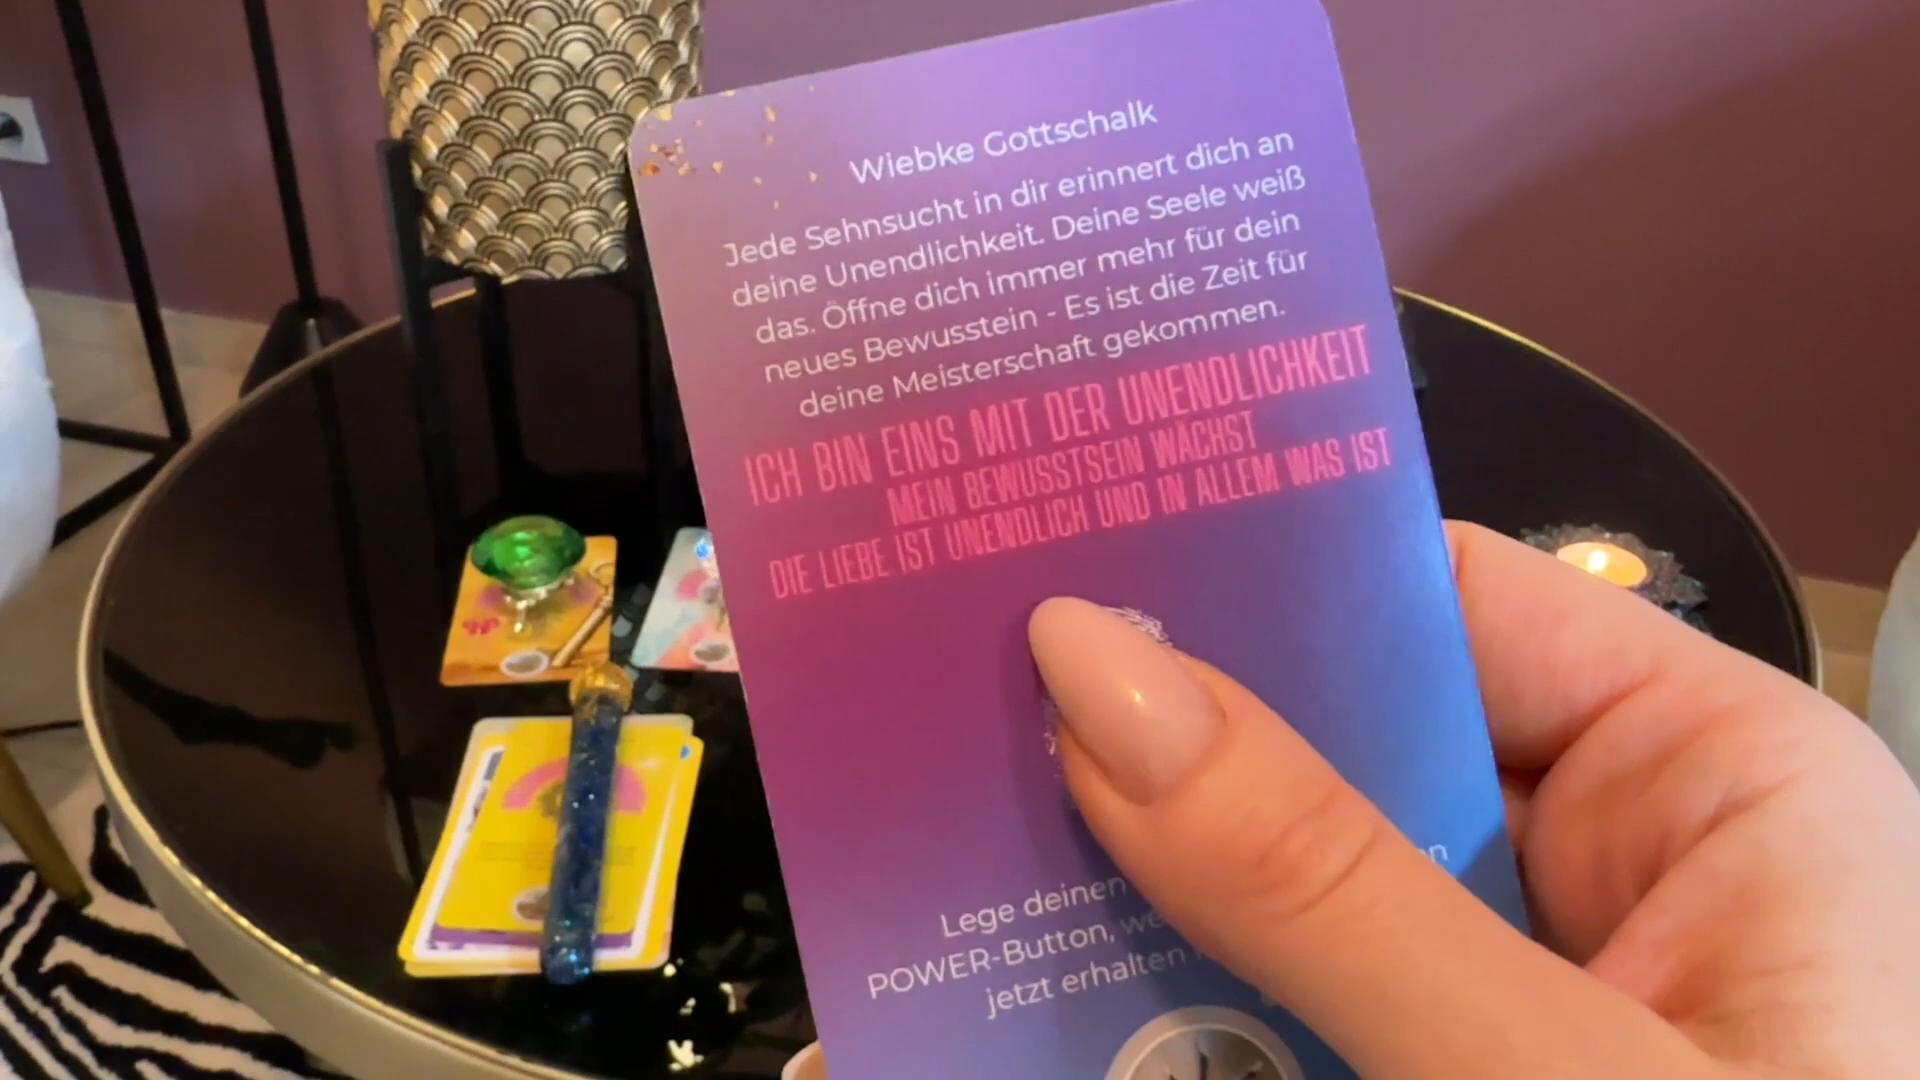 Wiebke Gottschalk
Jede Sehnsucht in dir erinnert dich an
deine Unendlichkeit. Deine Seele weiß
das. Öffne dich immer mehr für dein
neues Bewusstein - Es ist die Zeit für
deine Meisterschaft gekommen.
ICH BIN EINS MIT DER UNENDLICHKEIT
MEIN BEWUSSTSEIN WÄCHST
DIE LIEBE IST UNENDLICH UND IN ALLEM WAS IST
Lege deinen
POWER-Button,
jetzt erhalten